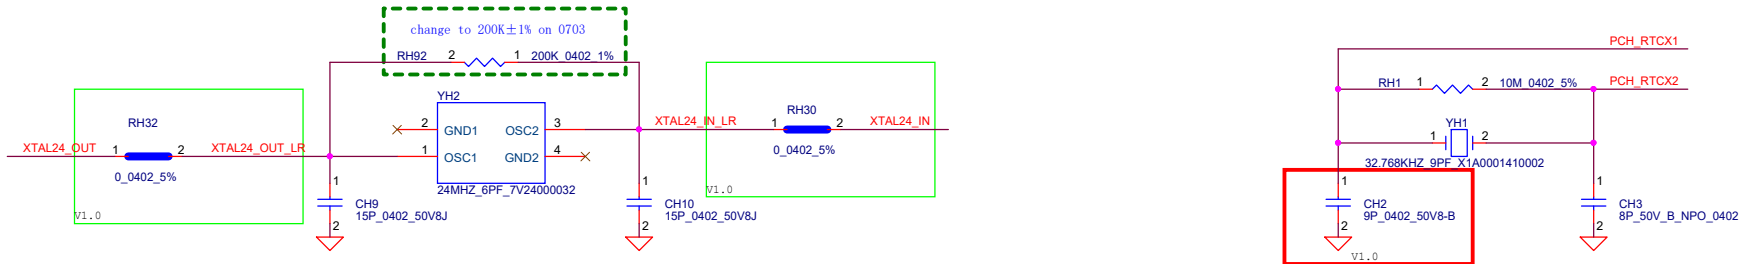 change to 200K±1% on 0703
RH92 2 1 200K_0402_1%
YH2
RH32
XTAL24_OUT 1 2 XTAL24_OUT_LR
0_0402_5%
V1.0
2 GND1 OSC2 3
1 OSC1 GND2 4
24MHZ_6PF_7V24000032
XTAL24_IN_LR 1 RH30 2 XTAL24_IN
0_0402_5%
V1.0
1
CH9
15P_0402_50V8J
2
1
CH10
15P_0402_50V8J
2
PCH_RTCX1
RH1 1 2 10M_0402_5% PCH_RTCX2
YH1
1 2
32.768KHZ_9PF_X1A0001410002
1
CH2
9P_0402_50V8-B
2
V1.0
1
CH3
8P_50V_B_NPO_0402
2